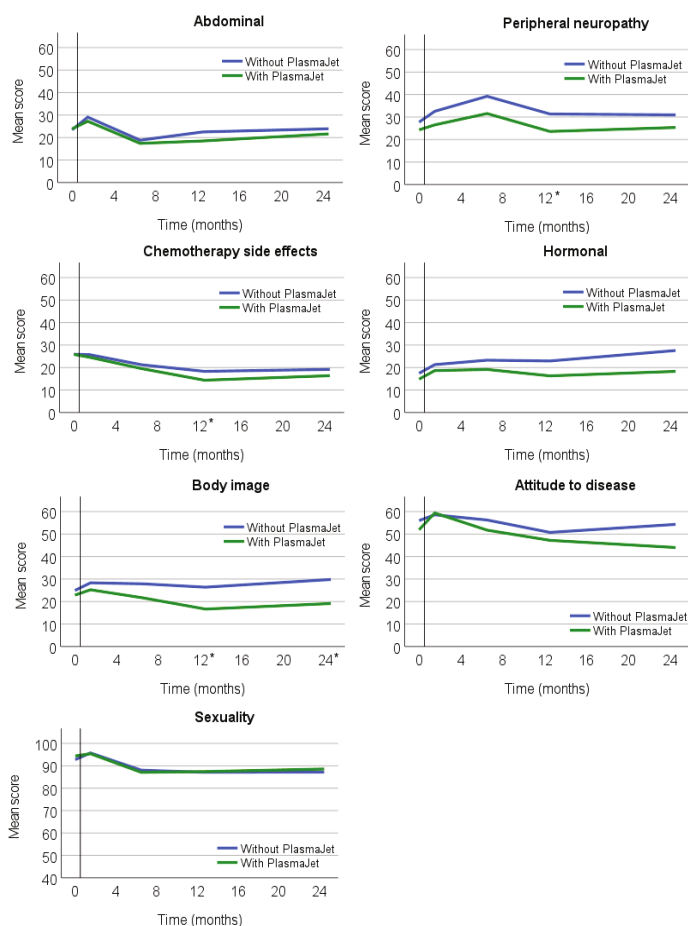 Abdominal
Mean score
60
50
40
30
20
10
0
Without PlasmaJet
With PlasmaJet
0 4 8 12 16 20 24
Time (months)
Peripheral neuropathy
Mean score
60
50
40
30
20
10
0
Without PlasmaJet
With PlasmaJet
0 4 8 12* 16 20 24
Time (months)
Chemotherapy side effects
Mean score
60
50
40
30
20
10
0
Without PlasmaJet
With PlasmaJet
0 4 8 12* 16 20 24
Time (months)
Hormonal
Mean score
60
50
40
30
20
10
0
Without PlasmaJet
With PlasmaJet
0 4 8 12 16 20 24
Time (months)
Body image
Mean score
60
50
40
30
20
10
0
Without PlasmaJet
With PlasmaJet
0 4 8 12* 16 20 24*
Time (months)
Attitude to disease
Mean score
60
50
40
30
20
10
0
Without PlasmaJet
With PlasmaJet
0 4 8 12 16 20 24
Time (months)
Sexuality
Mean score
100
90
80
70
60
50
40
Without PlasmaJet
With PlasmaJet
0 4 8 12 16 20 24
Time (months)